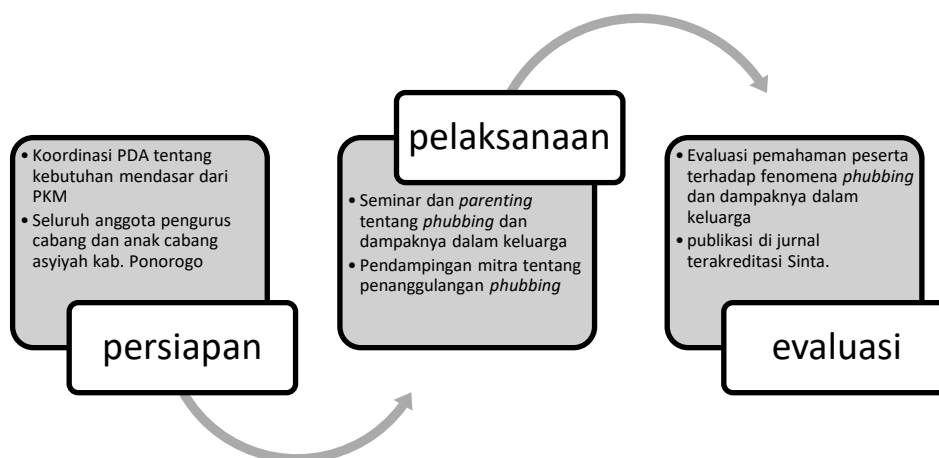 • Koordinasi PDA tentang
kebutuhan mendasar dari
PKM
• Seluruh anggota pengurus
cabang dan anak cabang
asyiyah kab. Ponorogo
persiapan
pelaksanaan
• Seminar dan parenting
tentang phubbing dan
dampaknya dalam keluarga
• Pendampingan mitra tentang
penanggulangan phubbing
• Evaluasi pemahaman peserta
terhadap fenomena phubbing
dan dampaknya dalam
keluarga
• publikasi di jurnal
terakreditasi Sinta.
evaluasi